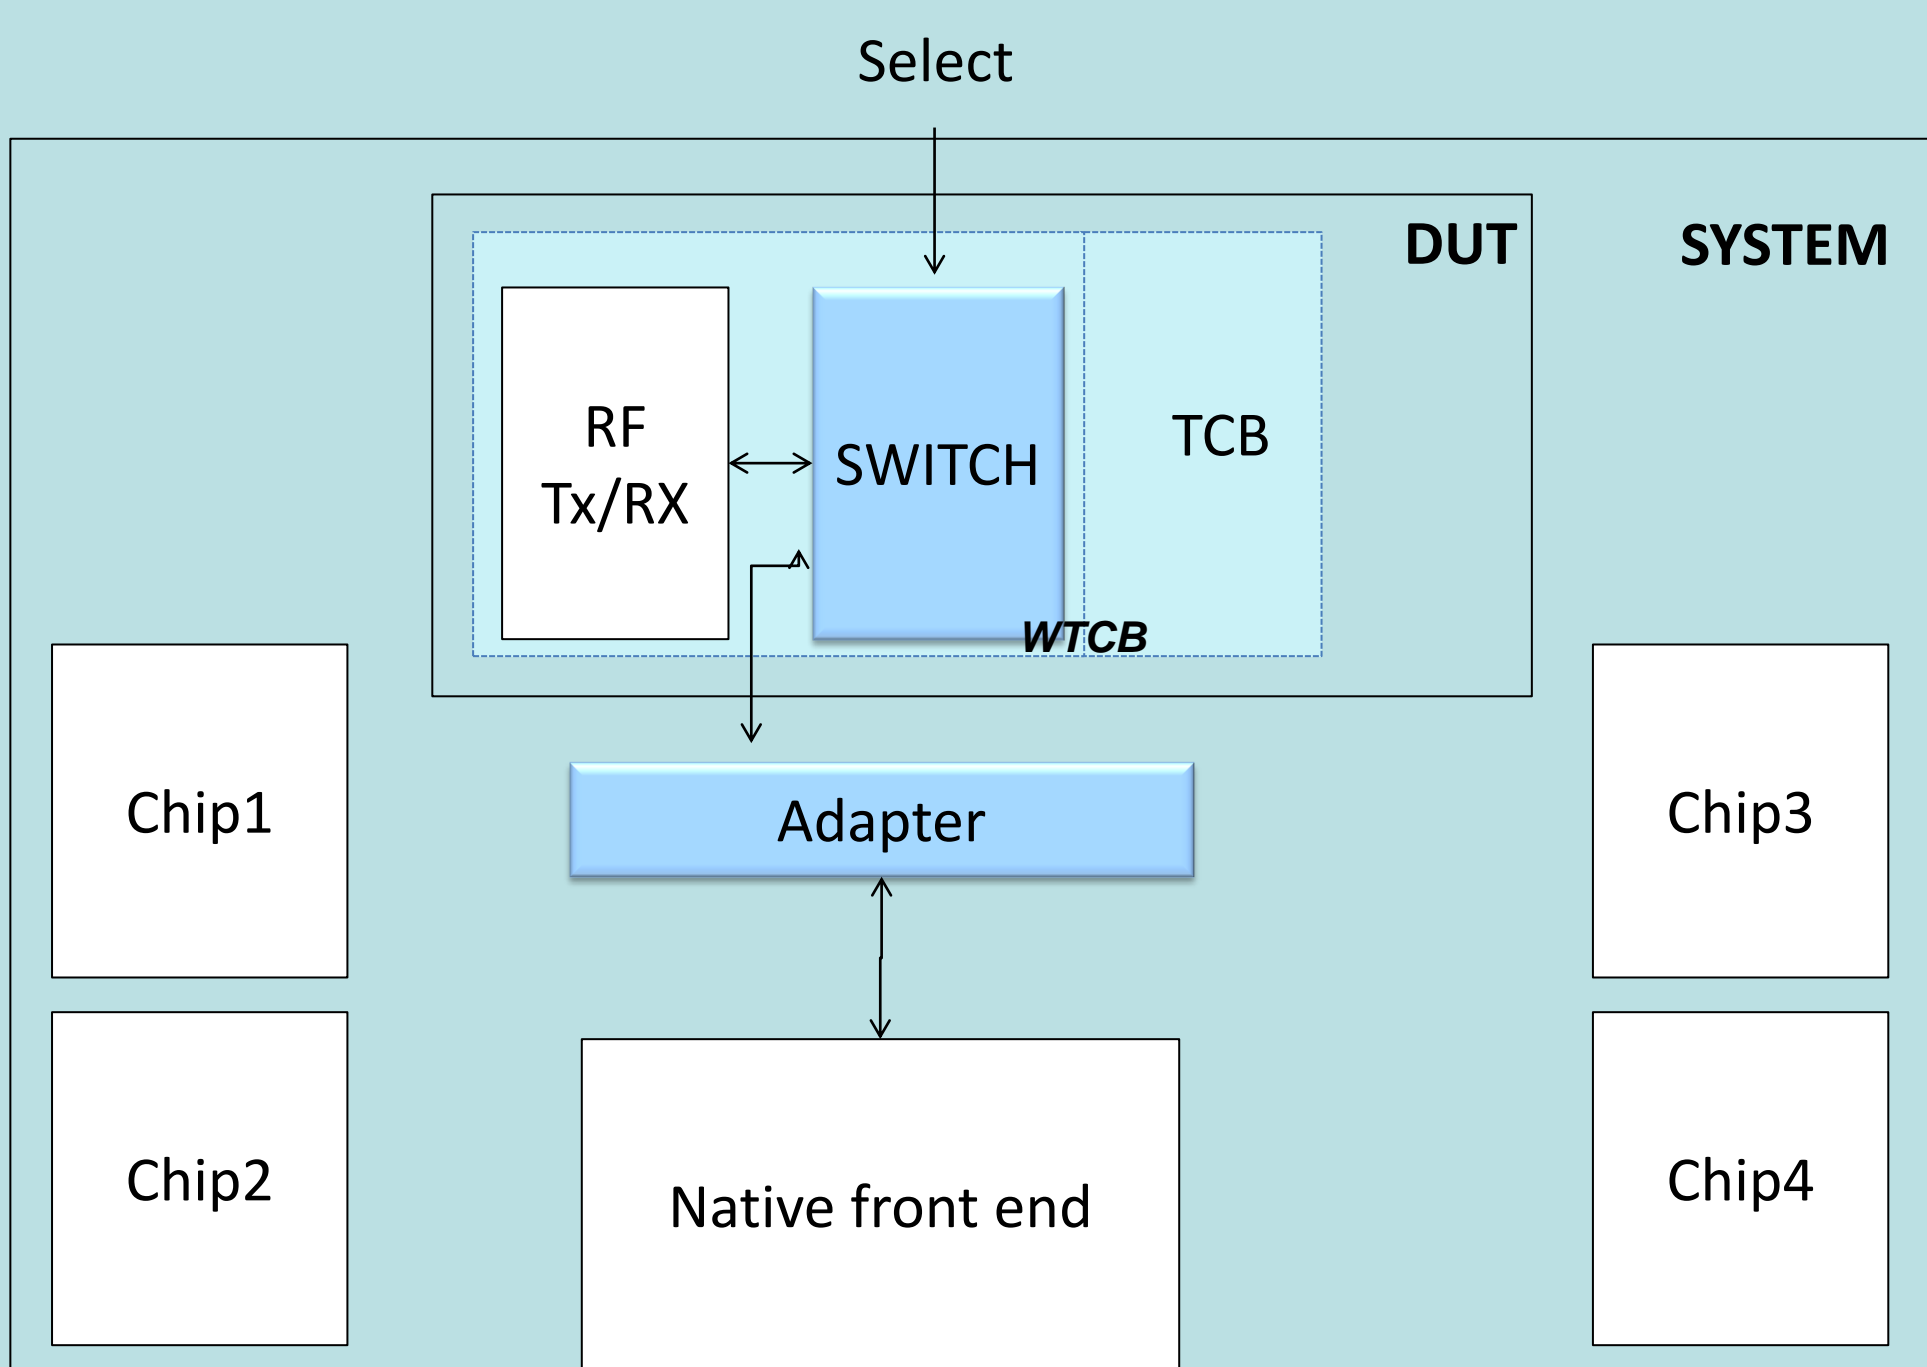 Select
DUT
SYSTEM
RF
Tx/RX
SWITCH
TCB
WTCB
Chip1
Adapter
Chip3
Chip2
Native front end
Chip4